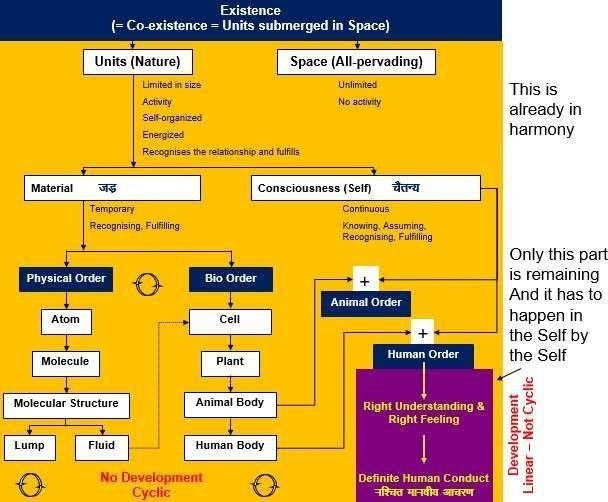 Existence
(= Co-existence = Units submerged in Space)
Units (Nature)
Space (All-pervading)
Limited in size
Activity
Self-organized
Energized
Recognises the relationship and fulfills
Unlimited
No activity
This is
already in
harmony
Material जड़
Consciousness (Self) चैतन्य
Temporary
Recognising, Fulfilling
Continuous
Knowing, Assuming,
Recognising, Fulfilling
Physical Order
Bio Order
+
Animal Order
Only this part
is remaining
And it has to
happen in
the Self by
the Self
Atom
Cell
+
Human Order
Molecule
Plant
Molecular Structure
Animal Body
Right Understanding &
Right Feeling
Lump
Fluid
Human Body
No Development
Cyclic
Definite Human Conduct
निश्चित मानवीय आचरण
Development
Linear – Not Cyclic